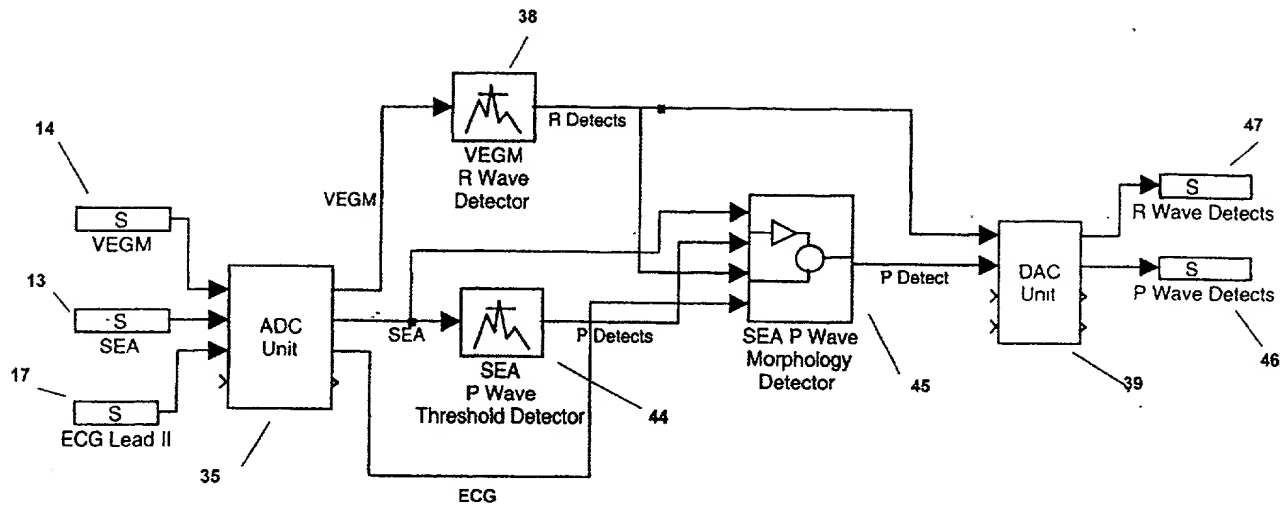 38
14
47
S
VEGM
VEGM
R Wave
Detector
R Detects
VEGM
S
R Wave Detects
13
S
SEA
ADC
Unit
SEA
P Detects
P Detect
DAC
Unit
S
P Wave Detects
17
S
ECG Lead II
SEA
P Wave
Threshold Detector
SEA P Wave
Morphology
Detector
46
45
39
44
35
ECG